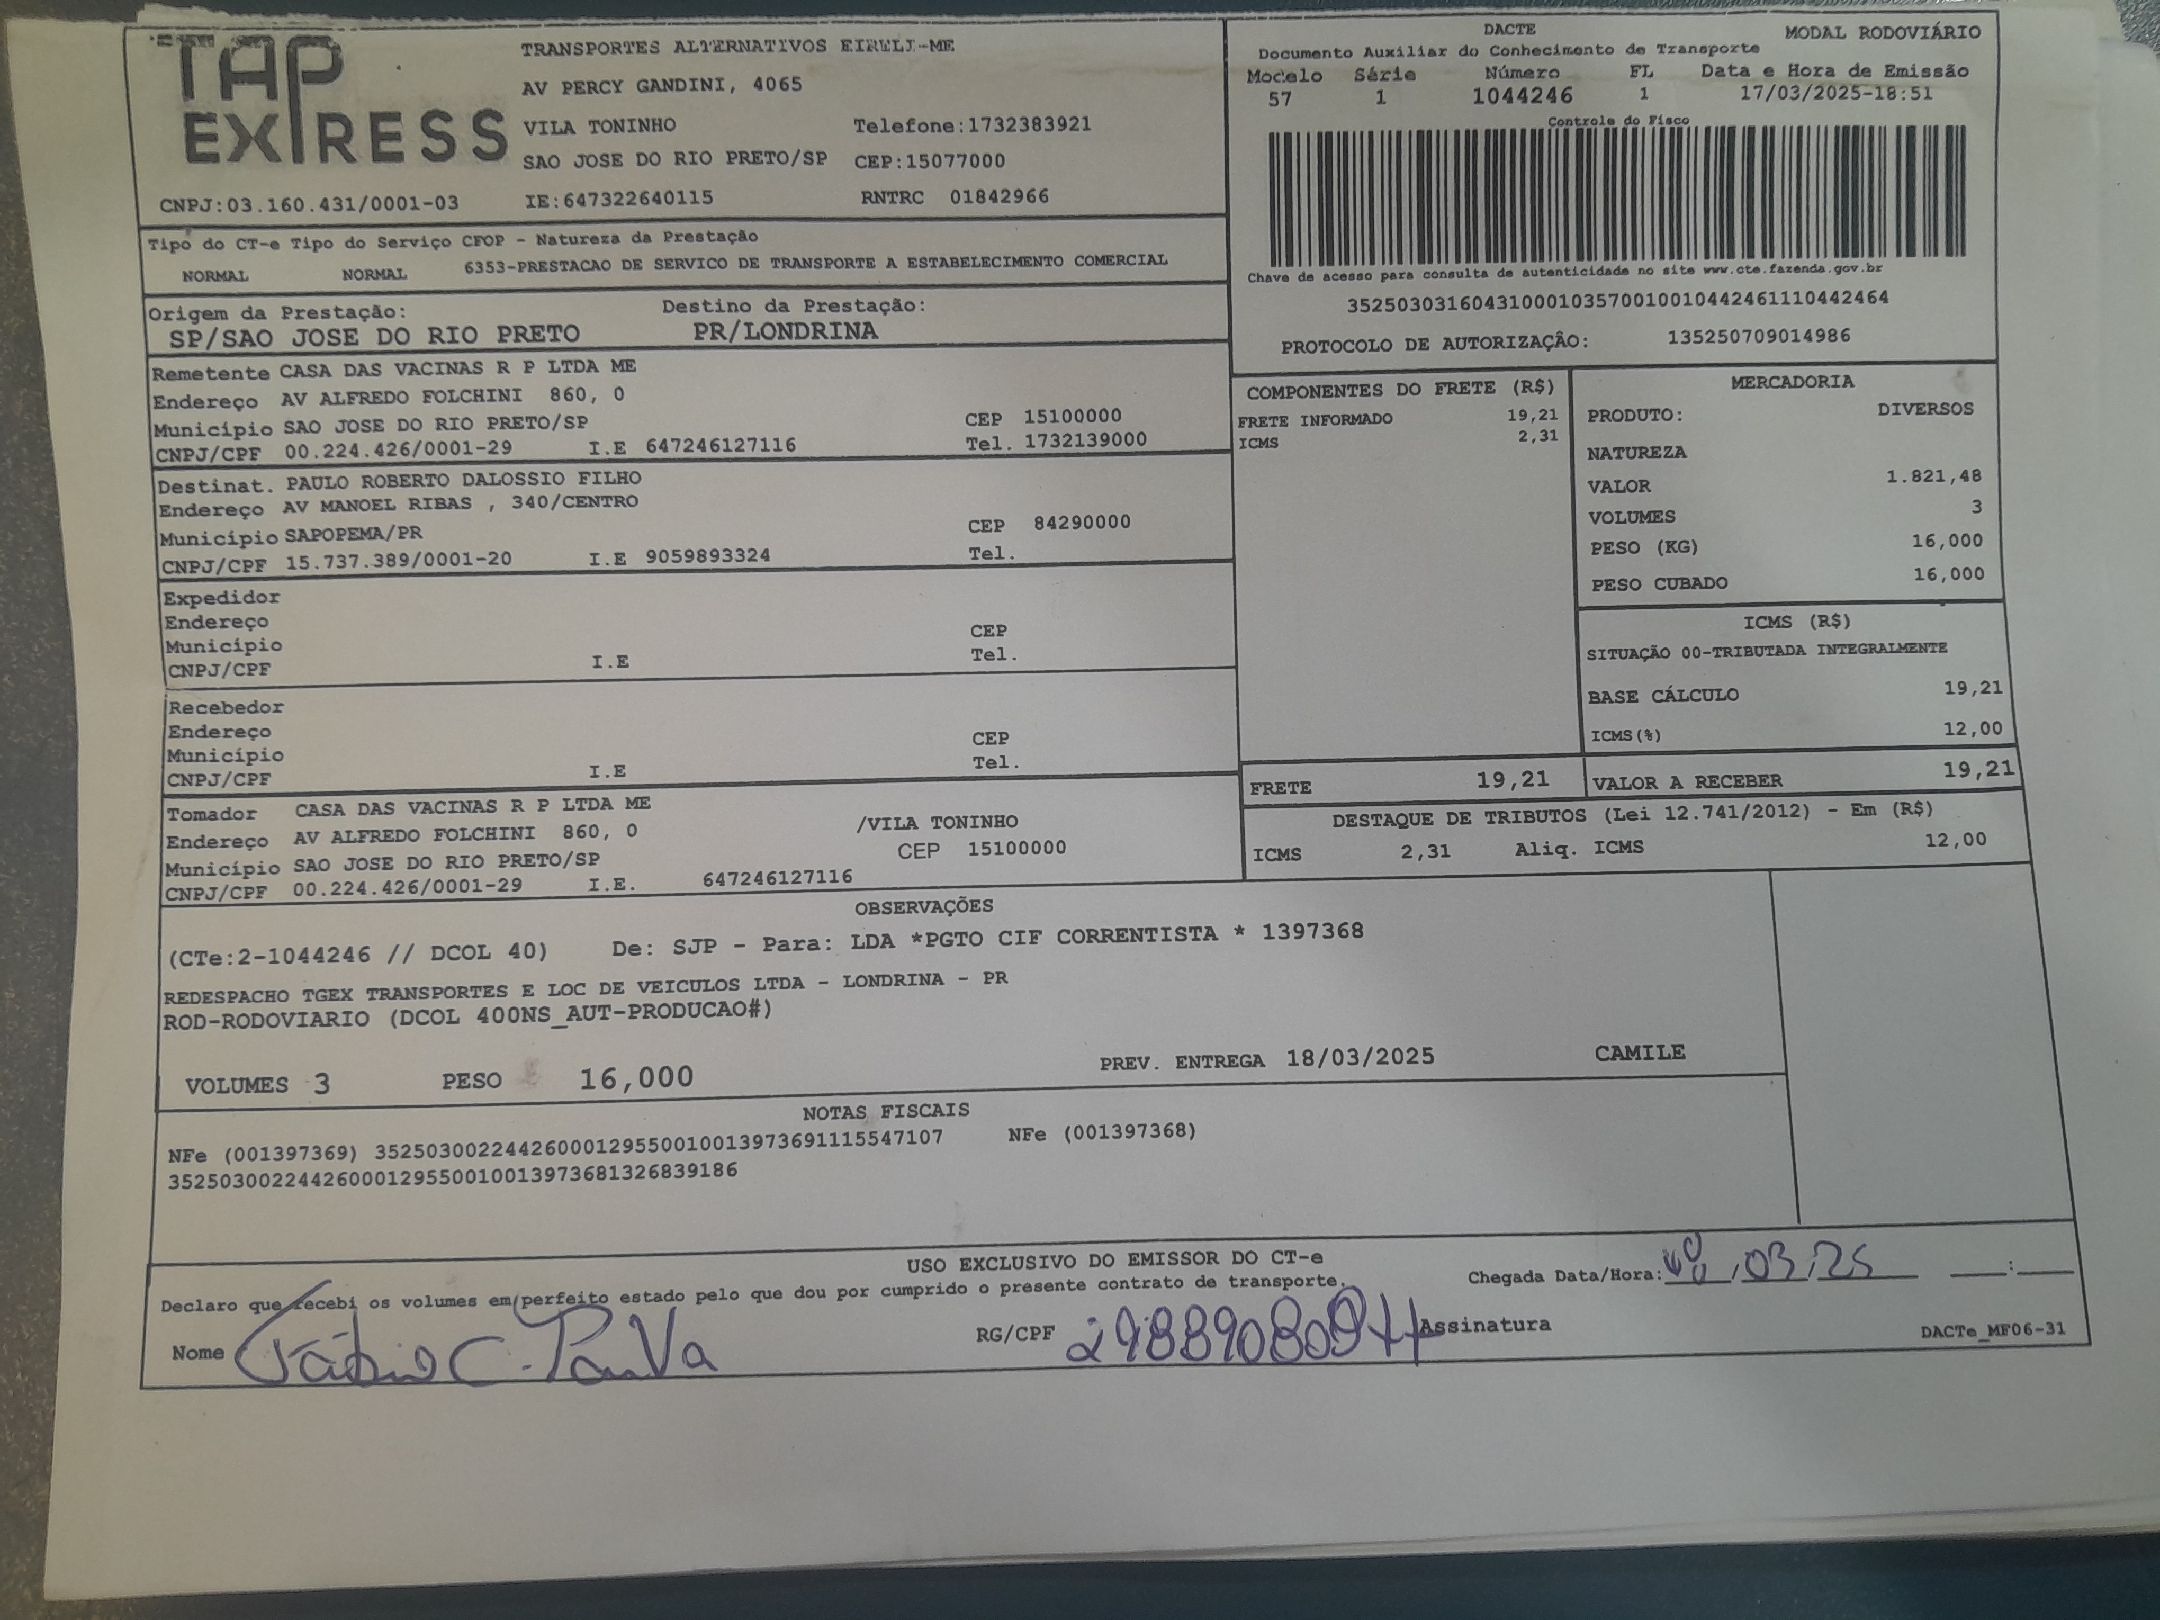 TAP EXPRESS
TRANSPORTES ALTERNATIVOS EIRELI-ME
AV PERCY GANDINI, 4065
VILA TONINHO Telefone:1732383921
SAO JOSE DO RIO PRETO/SP CEP:15077000
CNPJ:03.160.431/0001-03 IE:647322640115 RNTRC 01842966
DACTE MODAL RODOVIÁRIO
Documento Auxiliar do Conhecimento de Transporte
Modelo Série Número FL Data e Hora de Emissão
57 1 1044246 1 17/03/2025-18:51
Controle do Fisco
Chave de acesso para consulta de autenticidade no site www.cte.fazenda.gov.br
35250303160431000103570010010442461110442464
PROTOCOLO DE AUTORIZAÇÂO: 135250709014986
Tipo do CT-e Tipo do Serviço CFOP - Natureza da Prestação
NORMAL NORMAL 6353-PRESTACAO DE SERVICO DE TRANSPORTE A ESTABELECIMENTO COMERCIAL
Origem da Prestação: Destino da Prestação:
SP/SAO JOSE DO RIO PRETO PR/LONDRINA
Remetente CASA DAS VACINAS R P LTDA ME
Endereço AV ALFREDO FOLCHINI 860, 0
Município SAO JOSE DO RIO PRETO/SP CEP 15100000
CNPJ/CPF 00.224.426/0001-29 I.E 647246127116 Tel. 1732139000
Destinat. PAULO ROBERTO DALOSSIO FILHO
Endereço AV MANOEL RIBAS , 340/CENTRO
Município SAPOPEMA/PR CEP 84290000
CNPJ/CPF 15.737.389/0001-20 I.E 9059893324 Tel.
Expedidor
Endereço
Município CEP
CNPJ/CPF I.E Tel.
Recebedor
Endereço
Município CEP
CNPJ/CPF I.E Tel.
Tomador CASA DAS VACINAS R P LTDA ME
Endereço AV ALFREDO FOLCHINI 860, 0 /VILA TONINHO
Município SAO JOSE DO RIO PRETO/SP CEP 15100000
CNPJ/CPF 00.224.426/0001-29 I.E. 647246127116
COMPONENTES DO FRETE (R$)
FRETE INFORMADO 19,21
ICMS 2,31
MERCADORIA
PRODUTO: DIVERSOS
NATUREZA
VALOR 1.821,48
VOLUMES 3
PESO (KG) 16,000
PESO CUBADO 16,000
ICMS (R$)
SITUAÇÃO 00-TRIBUTADA INTEGRALMENTE
BASE CÁLCULO 19,21
ICMS(%) 12,00
FRETE 19,21 VALOR A RECEBER 19,21
DESTAQUE DE TRIBUTOS (Lei 12.741/2012) - Em (R$)
ICMS 2,31 Aliq. ICMS 12,00
OBSERVAÇÕES
(CTe:2-1044246 // DCOL 40) De: SJP - Para: LDA *PGTO CIF CORRENTISTA * 1397368
REDESPACHO TGEX TRANSPORTES E LOC DE VEICULOS LTDA - LONDRINA - PR
ROD-RODOVIARIO (DCOL 400NS_AUT-PRODUCAO#)
VOLUMES 3 PESO 16,000 PREV. ENTREGA 18/03/2025 CAMILE
NOTAS FISCAIS
NFe (001397369) 35250300224426000129550010013973691115547107 NFe (001397368)
35250300224426000129550010013973681326839186
USO EXCLUSIVO DO EMISSOR DO CT-e
Declaro que recebi os volumes em perfeito estado pelo que dou por cumprido o presente contrato de transporte. Chegada Data/Hora: 03,25 :
Nome Fábio C. Paiva RG/CPF Assinatura DACTe_MF06-31